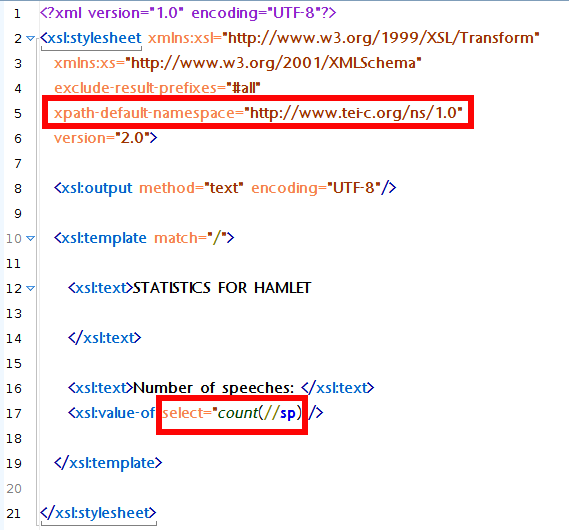 1 <?xml version="1.0" encoding="UTF-8"?>
2 <xsl:stylesheet xmlns:xsl="http://www.w3.org/1999/XSL/Transform"
3 xmlns:xs="http://www.w3.org/2001/XMLSchema"
4 exclude-result-prefixes="#all"
5 xpath-default-namespace="http://www.tei-c.org/ns/1.0"
6 version="2.0">
7
8 <xsl:output method="text" encoding="UTF-8"/>
9
10 <xsl:template match="/">
11
12 <xsl:text>STATISTICS FOR HAMLET
13
14 </xsl:text>
15
16 <xsl:text>Number of speeches: </xsl:text>
17 <xsl:value-of select="count(//sp) />
18
19 </xsl:template>
20
21 </xsl:stylesheet>